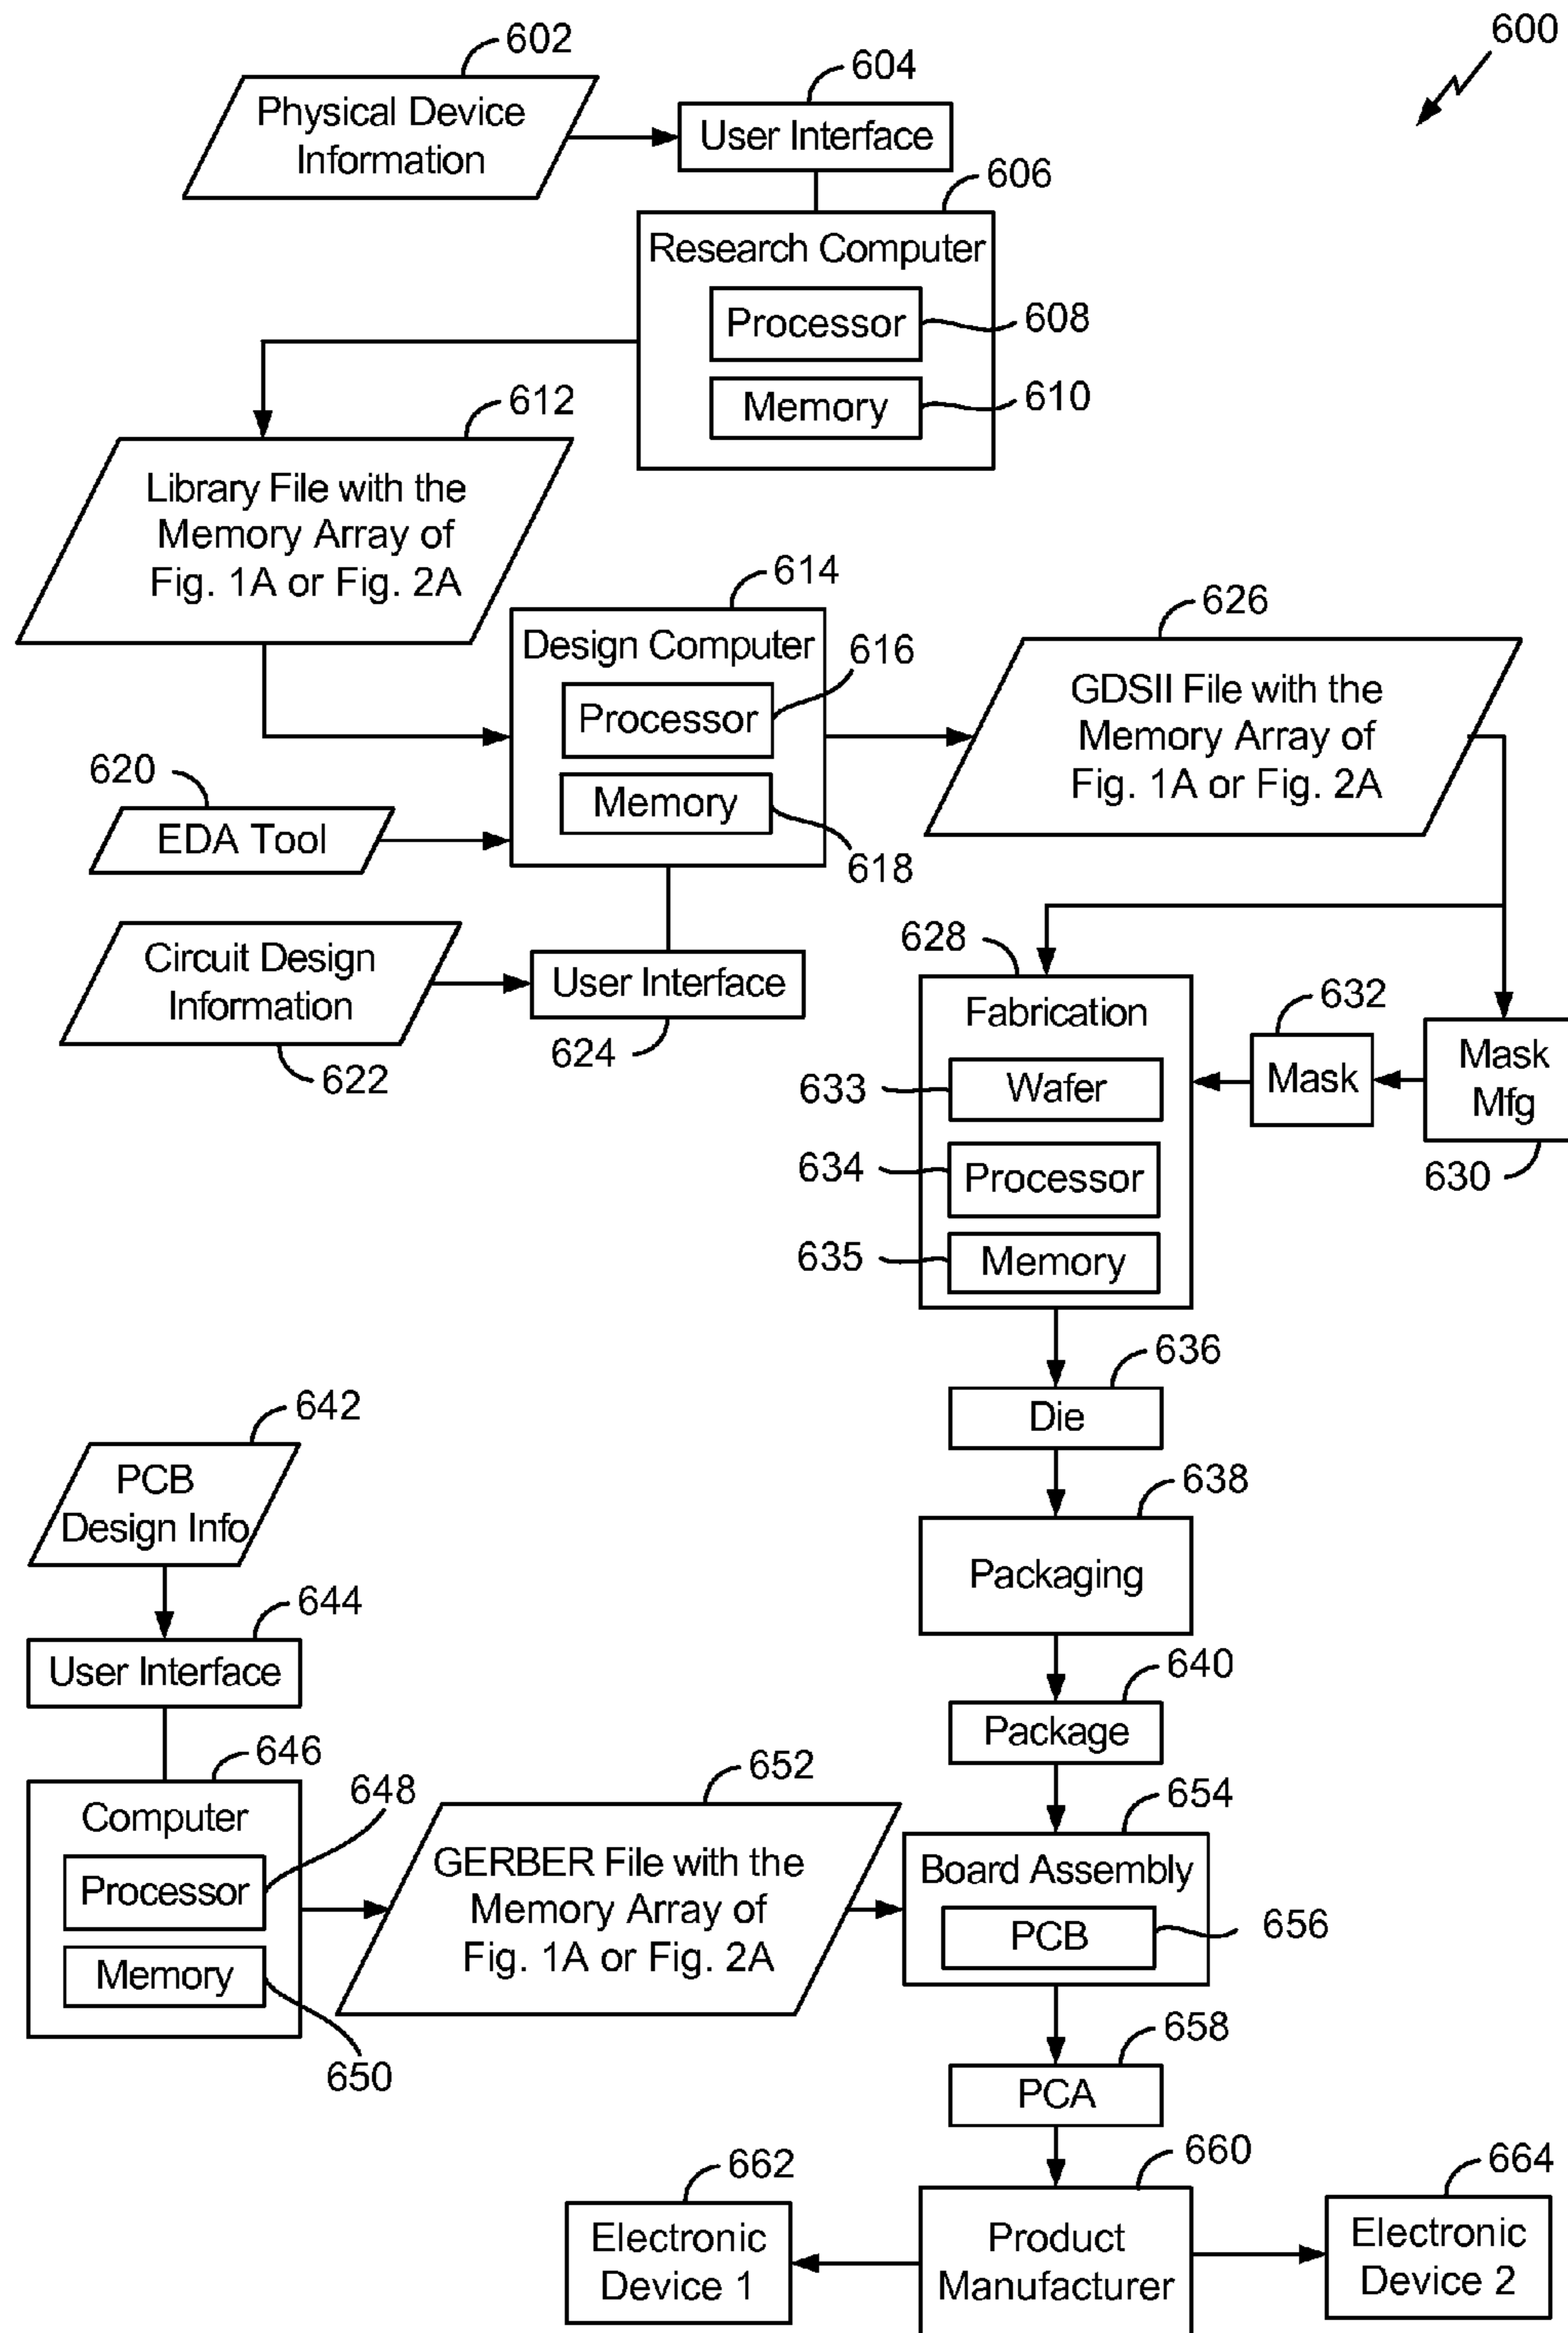 600
602
Physical Device
Information
604
User Interface
606
Research Computer
Processor
608
Memory
610
612
Library File with the
Memory Array of
Fig. 1A or Fig. 2A
614
Design Computer
616
Processor
Memory
618
620
EDA Tool
622
Circuit Design
Information
User Interface
624
626
GDSII File with the
Memory Array of
Fig. 1A or Fig. 2A
628
Fabrication
633
Wafer
634
Processor
635
Memory
632
Mask
Mask
Mfg
630
636
Die
638
Packaging
640
Package
642
PCB
Design Info
644
User Interface
646
Computer
648
Processor
Memory
650
652
GERBER File with the
Memory Array of
Fig. 1A or Fig. 2A
654
Board Assembly
PCB
656
658
PCA
660
Product
Manufacturer
662
Electronic
Device 1
664
Electronic
Device 2